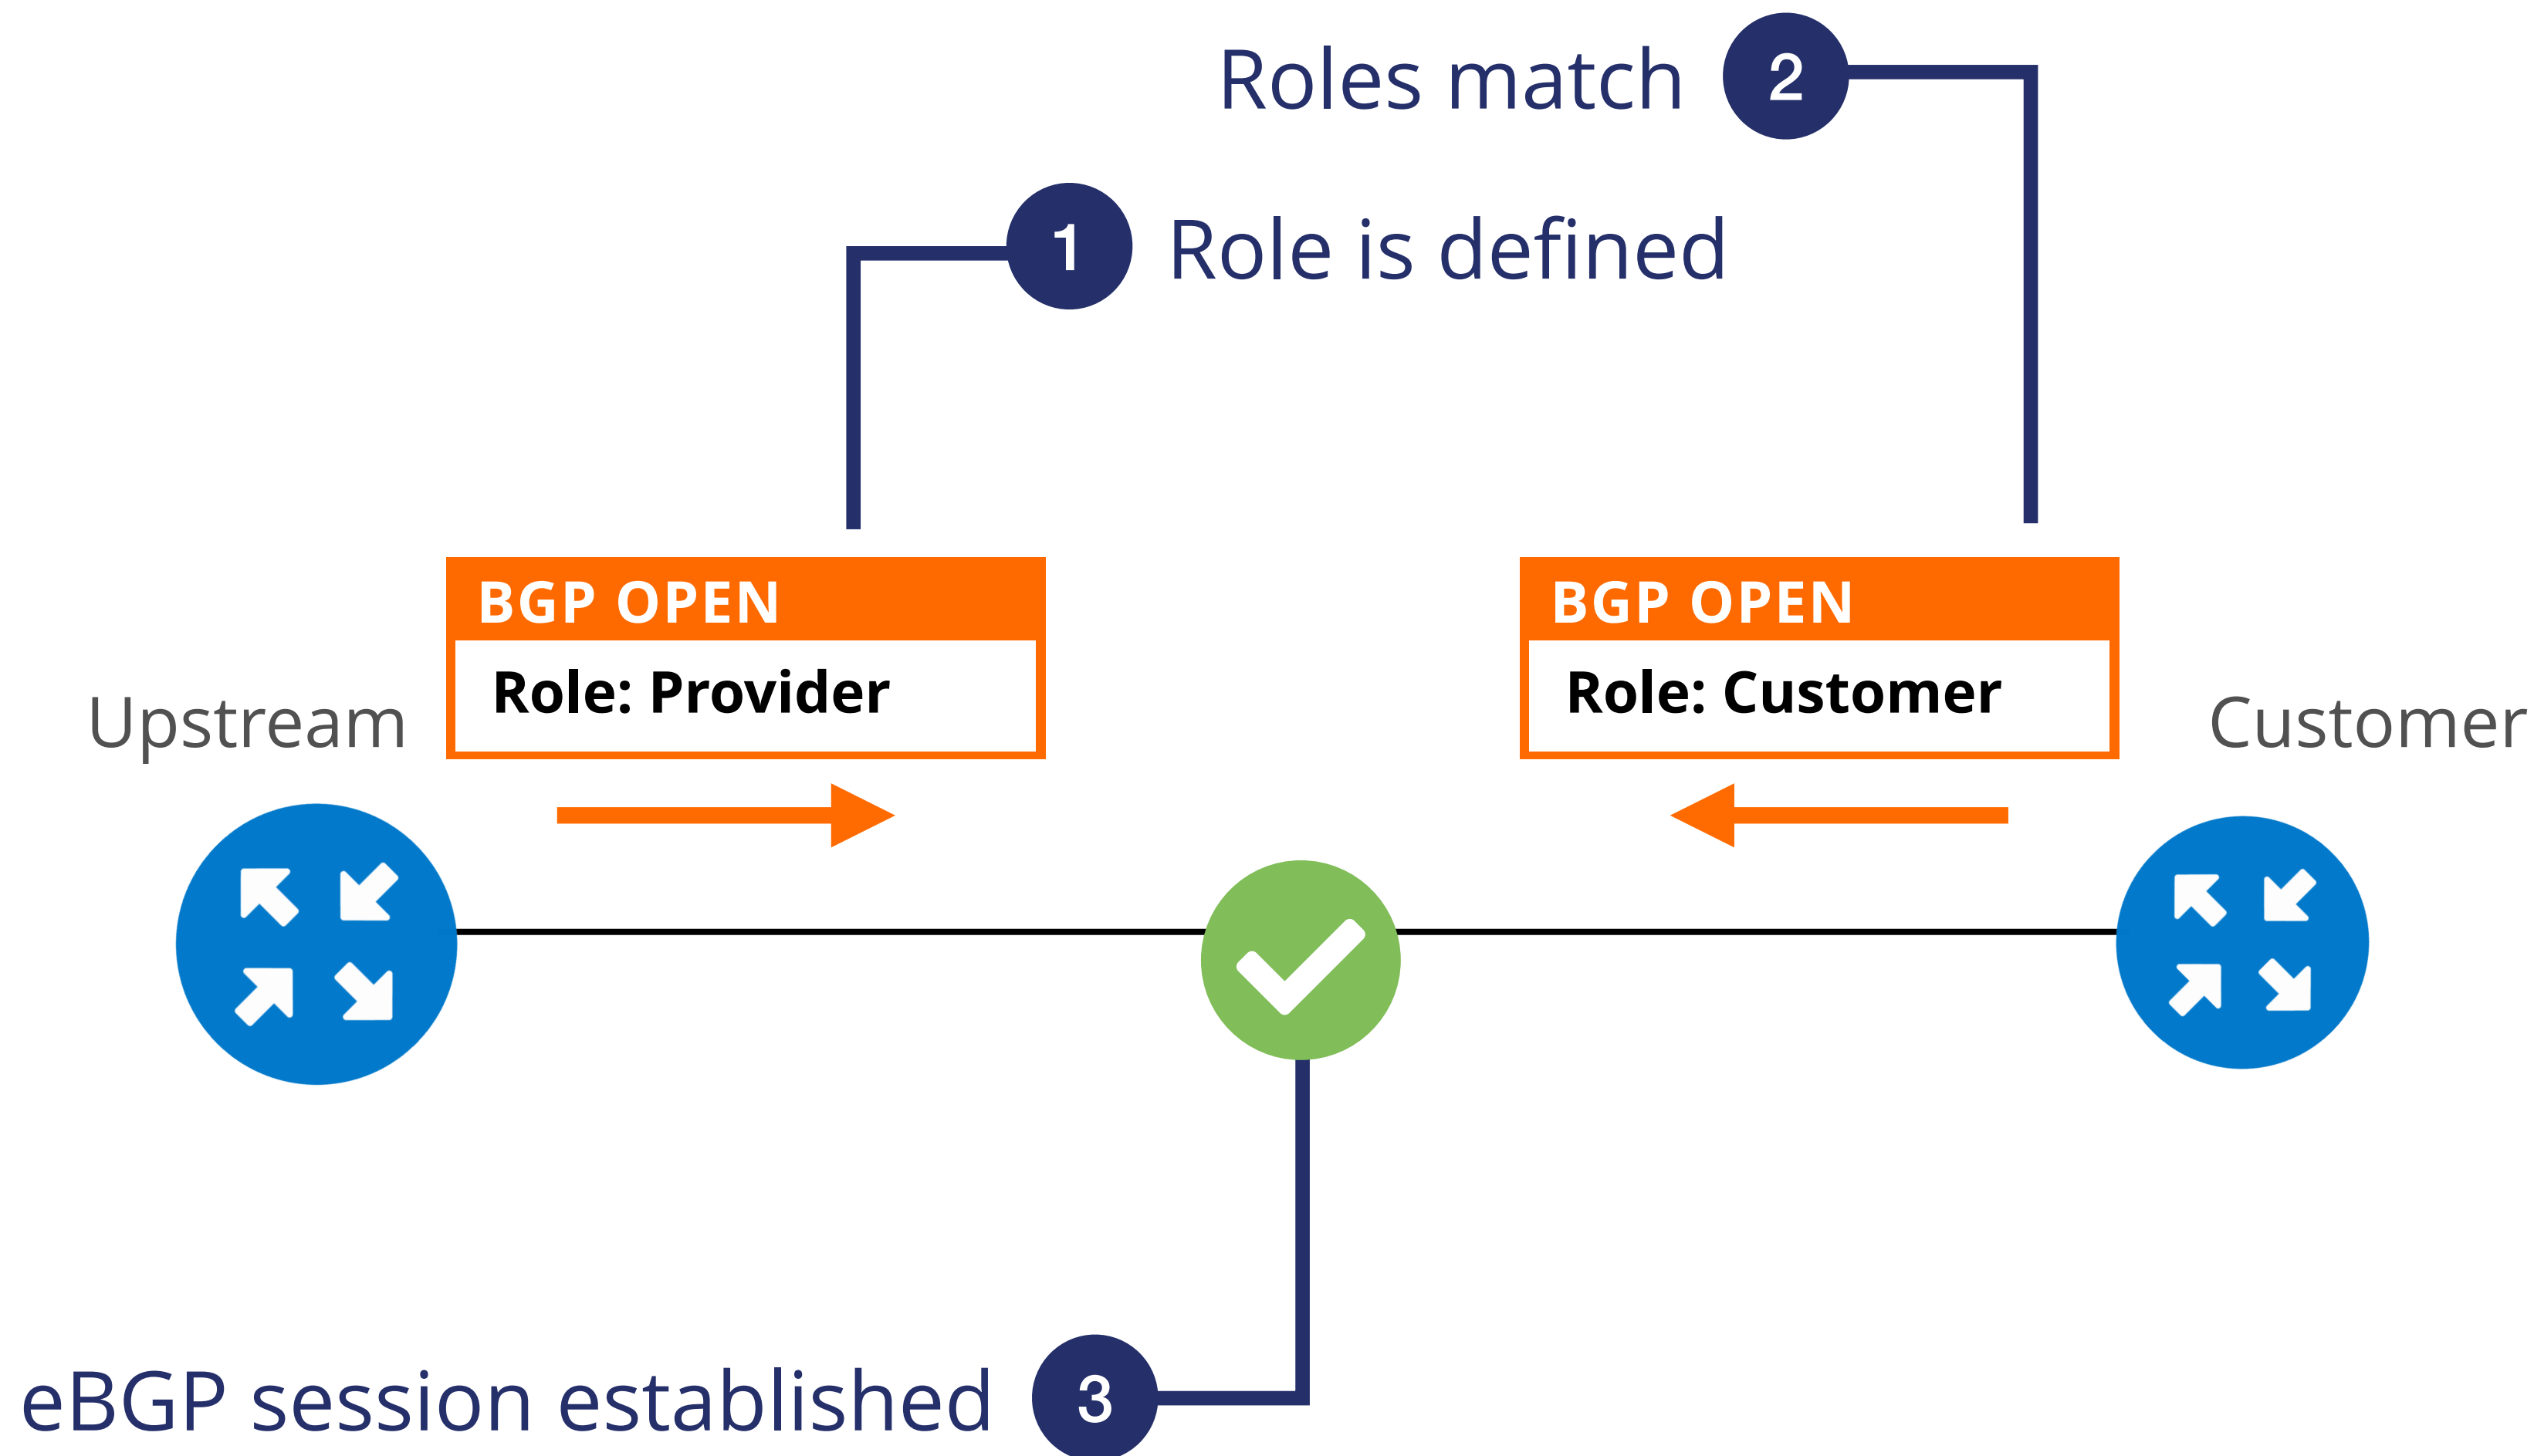 Roles match 2
1 Role is defined
BGP OPEN
Role: Provider
BGP OPEN
Role: Customer
Upstream
Customer
eBGP session established 3